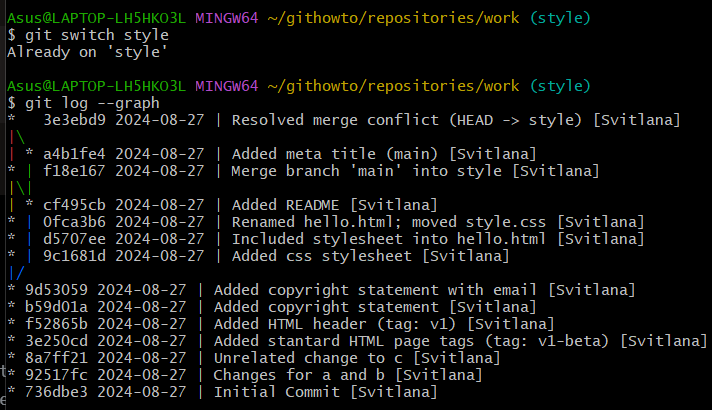 Asus@LAPTOP-LH5HKO3L MINGW64 ~/githowto/repositories/work (style)
$ git switch style
Already on 'style'
Asus@LAPTOP-LH5HKO3L MINGW64 ~/githowto/repositories/work (style)
$ git log --graph
*   3e3ebd9 2024-08-27 | Resolved merge conflict (HEAD -> style) [Svitlana]
|\
| * a4b1fe4 2024-08-27 | Added meta title (main) [Svitlana]
* | f18e167 2024-08-27 | Merge branch 'main' into style [Svitlana]
|\|
| * cf495cb 2024-08-27 | Added README [Svitlana]
* | 0fca3b6 2024-08-27 | Renamed hello.html; moved style.css [Svitlana]
* | d5707ee 2024-08-27 | Included stylesheet into hello.html [Svitlana]
* | 9c1681d 2024-08-27 | Added css stylesheet [Svitlana]
|/
* 9d53059 2024-08-27 | Added copyright statement with email [Svitlana]
* b59d01a 2024-08-27 | Added copyright statement [Svitlana]
* f52865b 2024-08-27 | Added HTML header (tag: v1) [Svitlana]
* 3e250cd 2024-08-27 | Added stantard HTML page tags (tag: v1-beta) [Svitlana]
* 8a7ff21 2024-08-27 | Unrelated change to c [Svitlana]
* 92517fc 2024-08-27 | Changes for a and b [Svitlana]
* 736dbe3 2024-08-27 | Initial Commit [Svitlana]